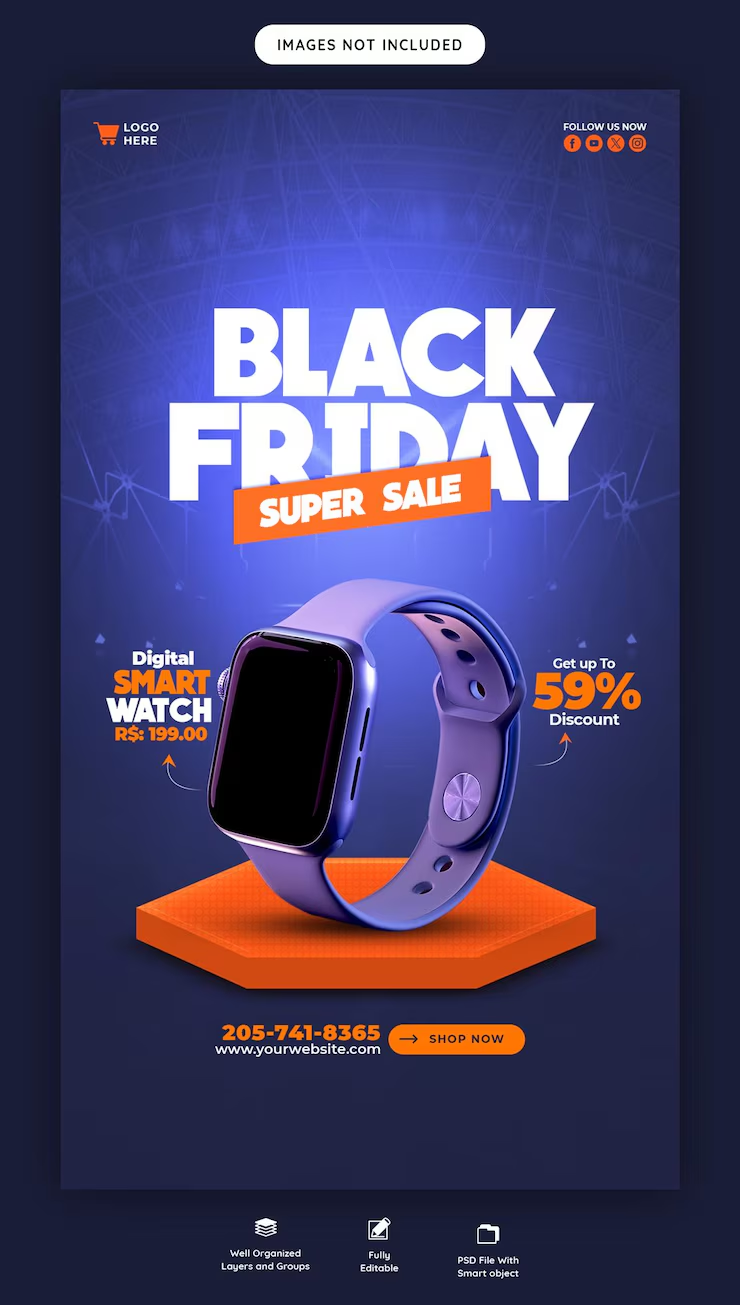 IMAGES NOT INCLUDED
LOGO
HERE
FOLLOW US NOW
BLACK
FRIDAY
SUPER SALE
Digital
SMART
WATCH
R$: 199.00
Get up To
59%
Discount
205-741-8365
www.yourwebsite.com
SHOP NOW
Well Organized
Layers and Groups
Fully
Editable
PSD File With
Smart object